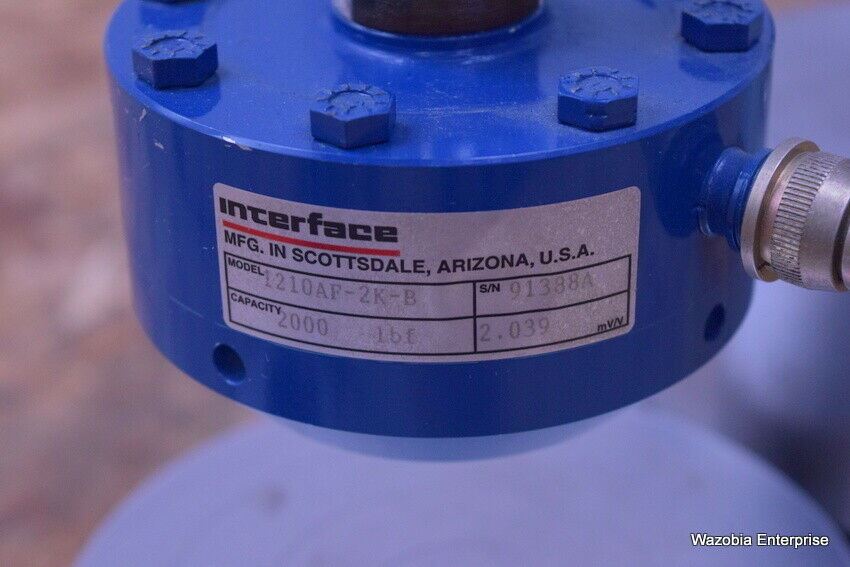 interface
MFG. IN SCOTTSDALE, ARIZONA, U.S.A.
MODEL 1210AF-2K-B S/N 91388A
CAPACITY 2000 lbf 2.039 mV/V
Wazobia Enterprise